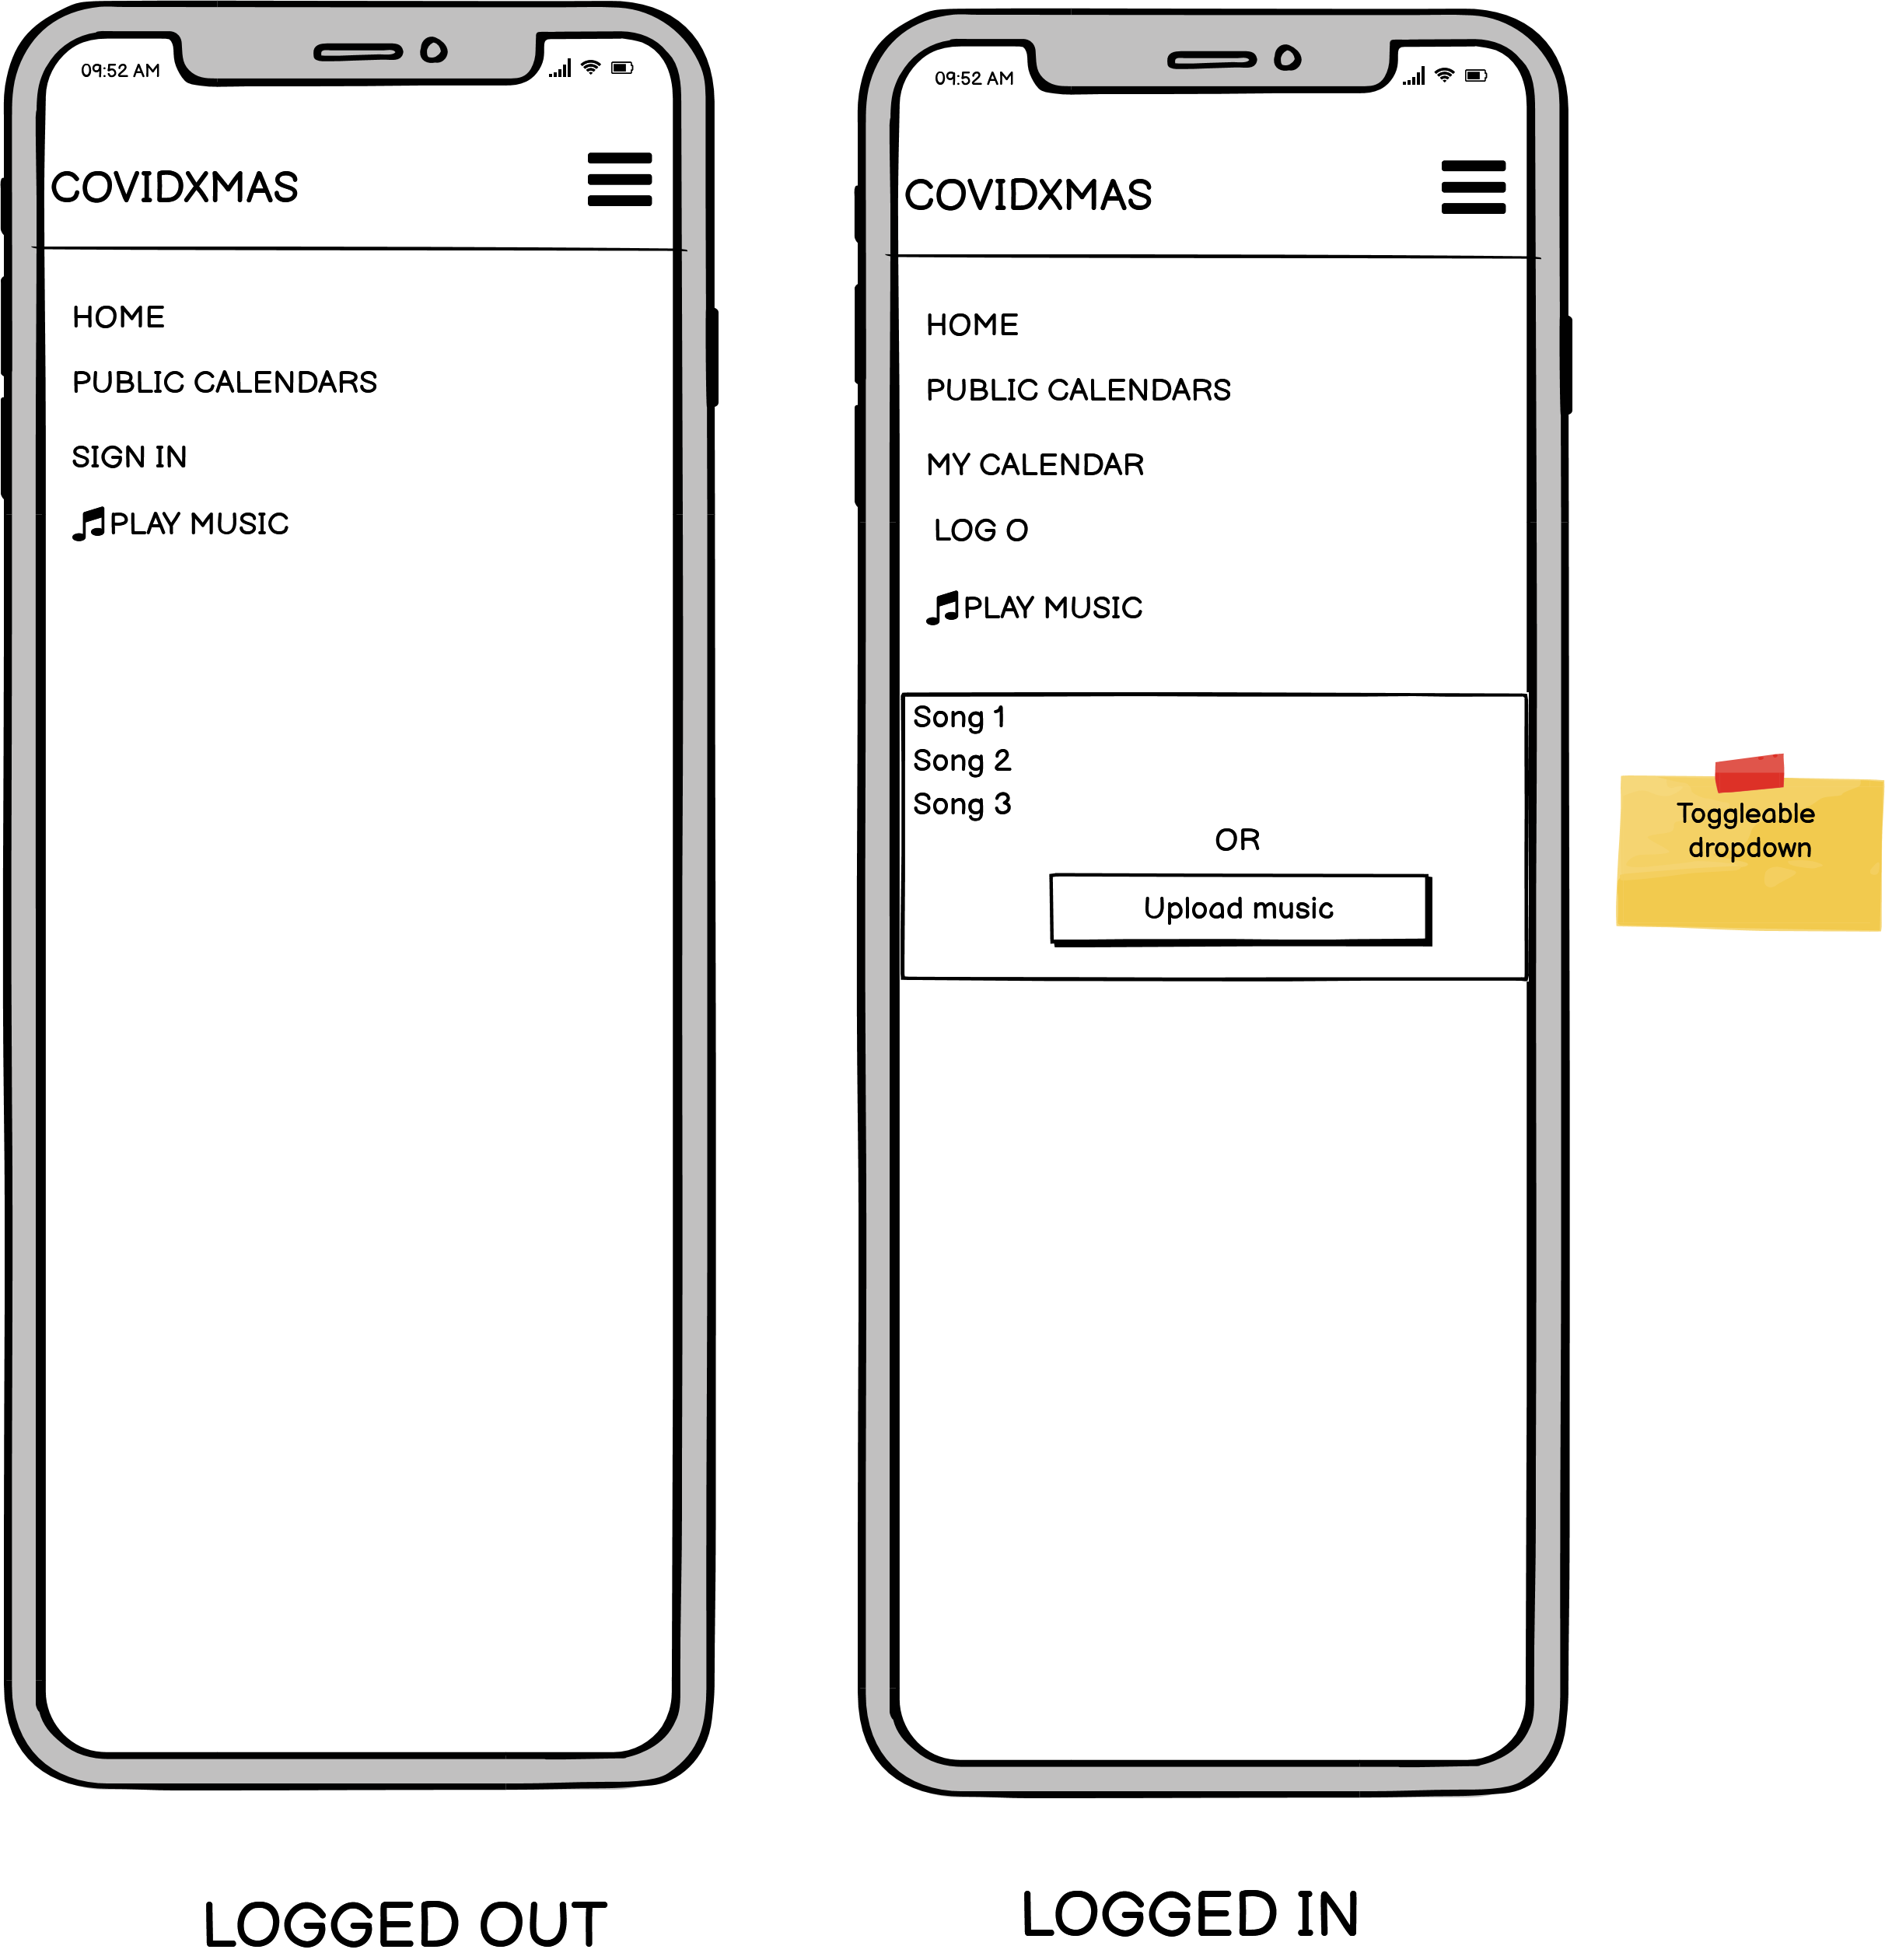 09:52 AM
COVIDXMAS
HOME
PUBLIC CALENDARS
SIGN IN
PLAY MUSIC
LOGGED OUT
09:52 AM
COVIDXMAS
HOME
PUBLIC CALENDARS
MY CALENDAR
LOG O
PLAY MUSIC
Song 1
Song 2
Song 3
OR
Upload music
LOGGED IN
Toggleable
dropdown